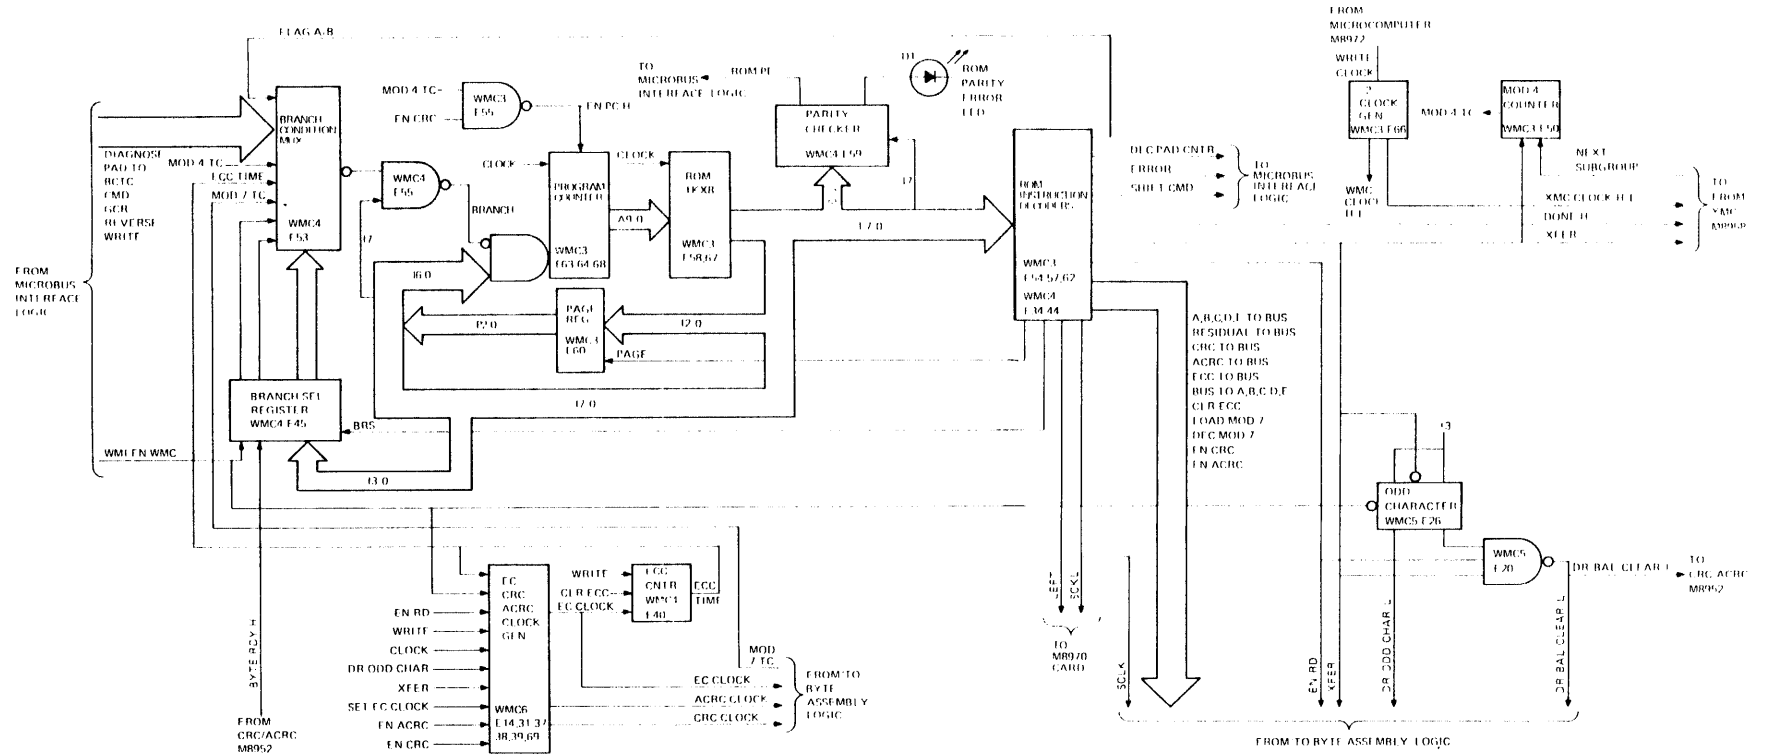 FLAG A-B
FROM
MICROBUS
INTERFACE
LOGIC
DIAGNOSE
PAD TO
BCTC
CMD
GCR
REVERSE
WRITE
MOD 4 TC
ECC TIME
MOD 7 TC
WMI EN WMC
BRANCH
CONDITION
MUX
WMC4
E53
BRANCH SEL
REGISTER
WMC4 E45
BRS
I3:0
BYTE RDY H
FROM
CRC/ACRC
M8952
MOD 4 TC
EN CRC
WMC3
E55
EN PC H
WMC4
E55
BRANCH
I7
I6:0
CLOCK
PROGRAM
COUNTER
WMC3
E63,64,68
A9:0
CLOCK
ROM
1KX8
WMC3
E58,67
PAGE
REG
WMC3
E60
P2:0
I2:0
PAGE
I7:0
TO
MICROBUS
INTERFACE LOGIC
ROM PE
D1
ROM
PARITY
ERROR
LED
PARITY
CHECKER
WMC4 E59
I7
I7:0
ROM
INSTRUCTION
DECODERS
WMC3
E54,57,62
WMC4
E34,44
DEC PAD CNTR
ERROR
SHIFT CMD
TO
MICROBUS
INTERFACE
LOGIC
FROM
MICROCOMPUTER
M8972
WRITE
CLOCK
÷2
CLOCK
GEN
WMC3 E66
MOD 4 TC
MOD 4
COUNTER
WMC3 E50
WMC
CLOCK
H L
NEXT
SUBGROUP
XMC CLOCK H L
DONE H
XFER
TO
FROM
XMC
A,B,C,D,E TO BUS
RESIDUAL TO BUS
CRC TO BUS
ACRC TO BUS
ECC TO BUS
BUS TO A,B,C,D,E
CLR ECC
LOAD MOD 7
DEC MOD 7
EN CRC
EN ACRC
I3
ODD
CHARACTER
WMC5 E26
WMC5
E20
DR BAL CLEAR L
TO
CRC/ACRC
M8952
SCKL
TO
M8970
CARD
SCLK
EN RD
XFER
DR ODD CHAR L
DR BAL CLEAR L
FROM/TO BYTE ASSEMBLY LOGIC
EN RD
WRITE
CLOCK
DR ODD CHAR
XFER
SET EC CLOCK
EN ACRC
EN CRC
EC
CRC
ACRC
CLOCK
GEN
WMC6
E14,31,37
38,39,69
WRITE
CLR ECC
EC CLOCK
ECC
CNTR
E40
ECC
TIME
MOD
7 TC
EC CLOCK
ACRC CLOCK
CRC CLOCK
FROM/TO
BYTE
ASSEMBLY
LOGIC